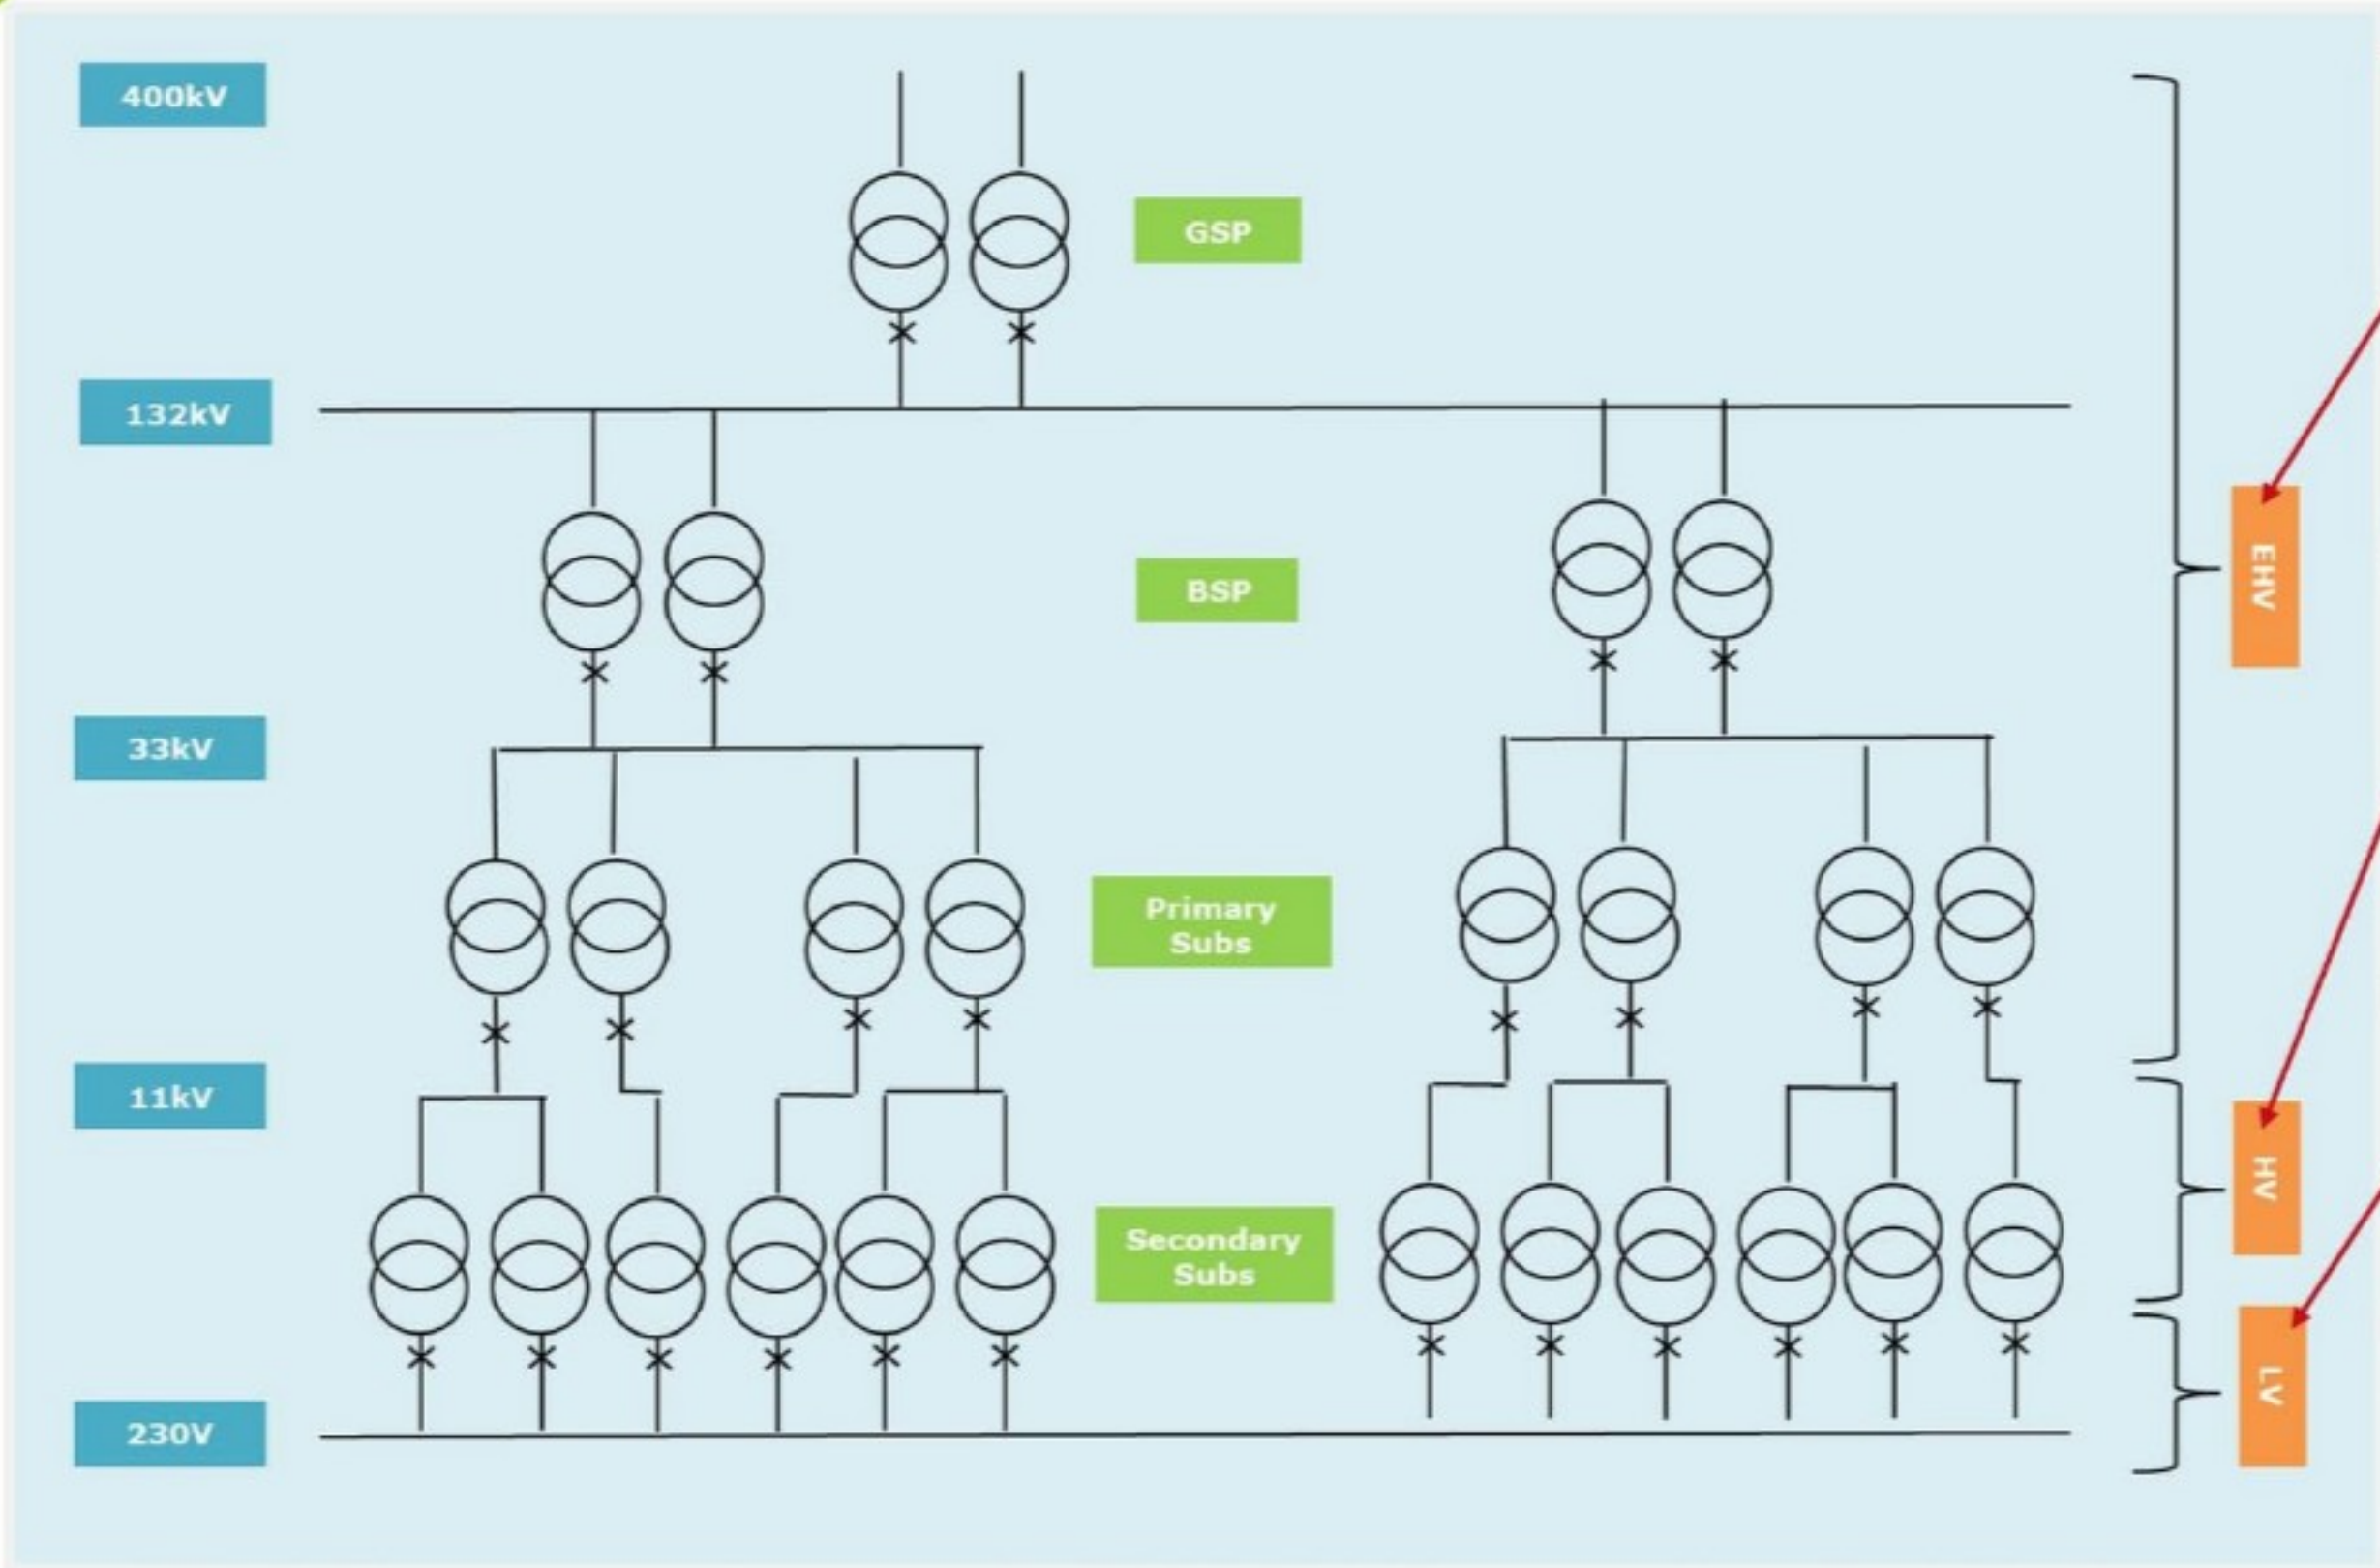 400kV
GSP
132kV
BSP
EHV
33kV
Primary
Subs
11kV
HV
Secondary
Subs
LV
230V